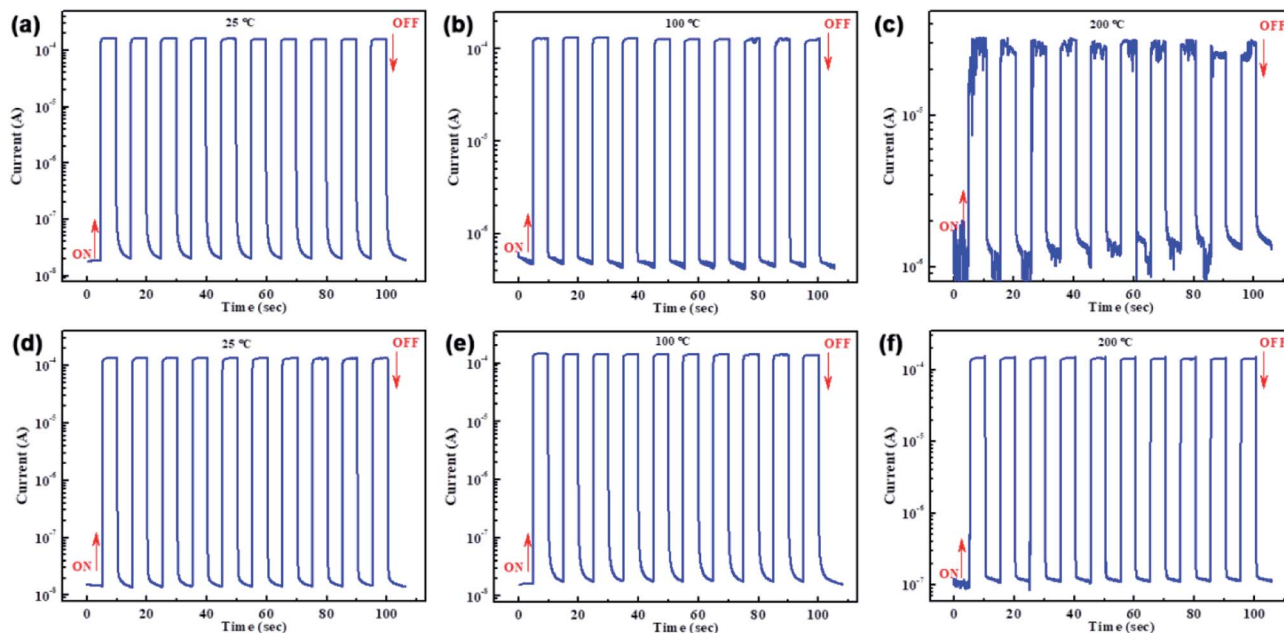 (a)
25 °C
OFF
10⁻⁴
10⁻⁵
10⁻⁶
10⁻⁷
10⁻⁸
Current (A)
ON
0 20 40 60 80 100
Time (sec)
(b)
100 °C
OFF
10⁻⁴
10⁻⁵
10⁻⁶
Current (A)
ON
0 20 40 60 80 100
Time (sec)
(c)
200 °C
OFF
10⁻⁵
10⁻⁶
Current (A)
ON
0 20 40 60 80 100
Time (sec)
(d)
25 °C
OFF
10⁻⁴
10⁻⁵
10⁻⁶
10⁻⁷
10⁻⁸
Current (A)
ON
0 20 40 60 80 100
Time (sec)
(e)
100 °C
OFF
10⁻⁴
10⁻⁵
10⁻⁶
10⁻⁷
10⁻⁸
Current (A)
ON
0 20 40 60 80 100
Time (sec)
(f)
200 °C
OFF
10⁻⁴
10⁻⁵
10⁻⁶
10⁻⁷
Current (A)
ON
0 20 40 60 80 100
Time (sec)